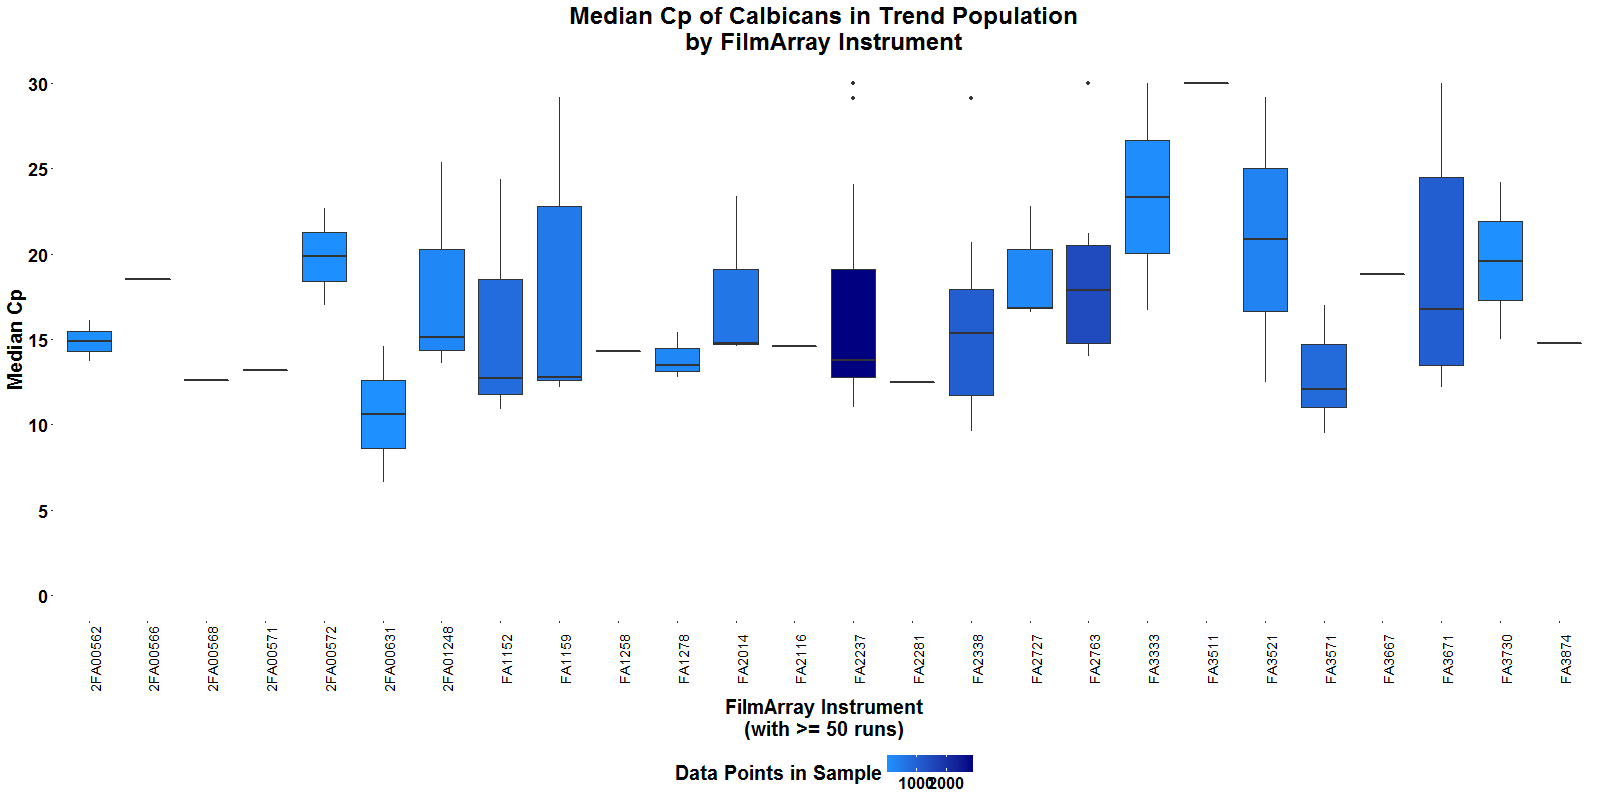 Median Cp of Calbicans in Trend Population
by FilmArray Instrument
Median Cp
30
25
20
15
10
5
0
2FA00562
2FA00566
2FA00568
2FA00571
2FA00572
2FA00631
2FA01248
FA1152
FA1159
FA1258
FA1278
FA2014
FA2116
FA2237
FA2281
FA2338
FA2727
FA2763
FA3333
FA3511
FA3521
FA3571
FA3667
FA3671
FA3730
FA3874
FilmArray Instrument
(with >= 50 runs)
Data Points in Sample
1000 2000